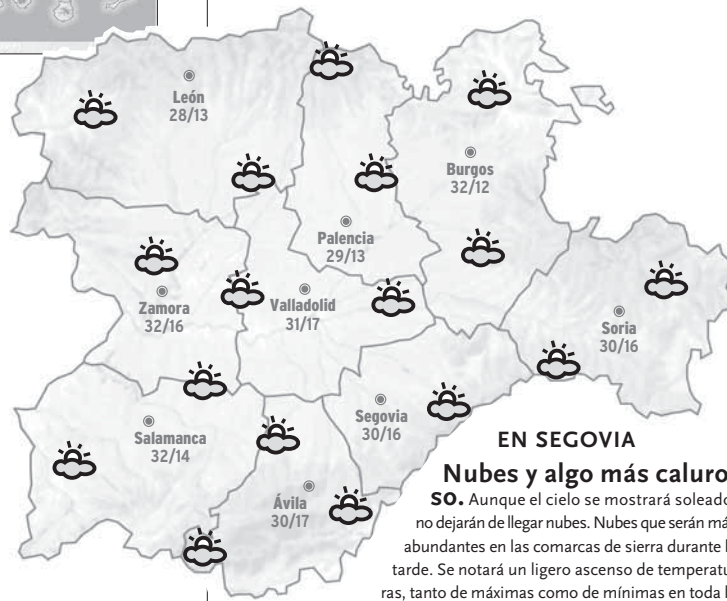 León
28/13
Burgos
32/12
Palencia
29/13
Zamora
32/16
Valladolid
31/17
Soria
30/16
Segovia
30/16
Salamanca
32/14
Ávila
30/17
EN SEGOVIA
Nubes y algo más caluro
so. Aunque el cielo se mostrará soleado
no dejarán de llegar nubes. Nubes que serán má
abundantes en las comarcas de sierra durante l
tarde. Se notará un ligero ascenso de temperatu
ras, tanto de máximas como de mínimas en toda l